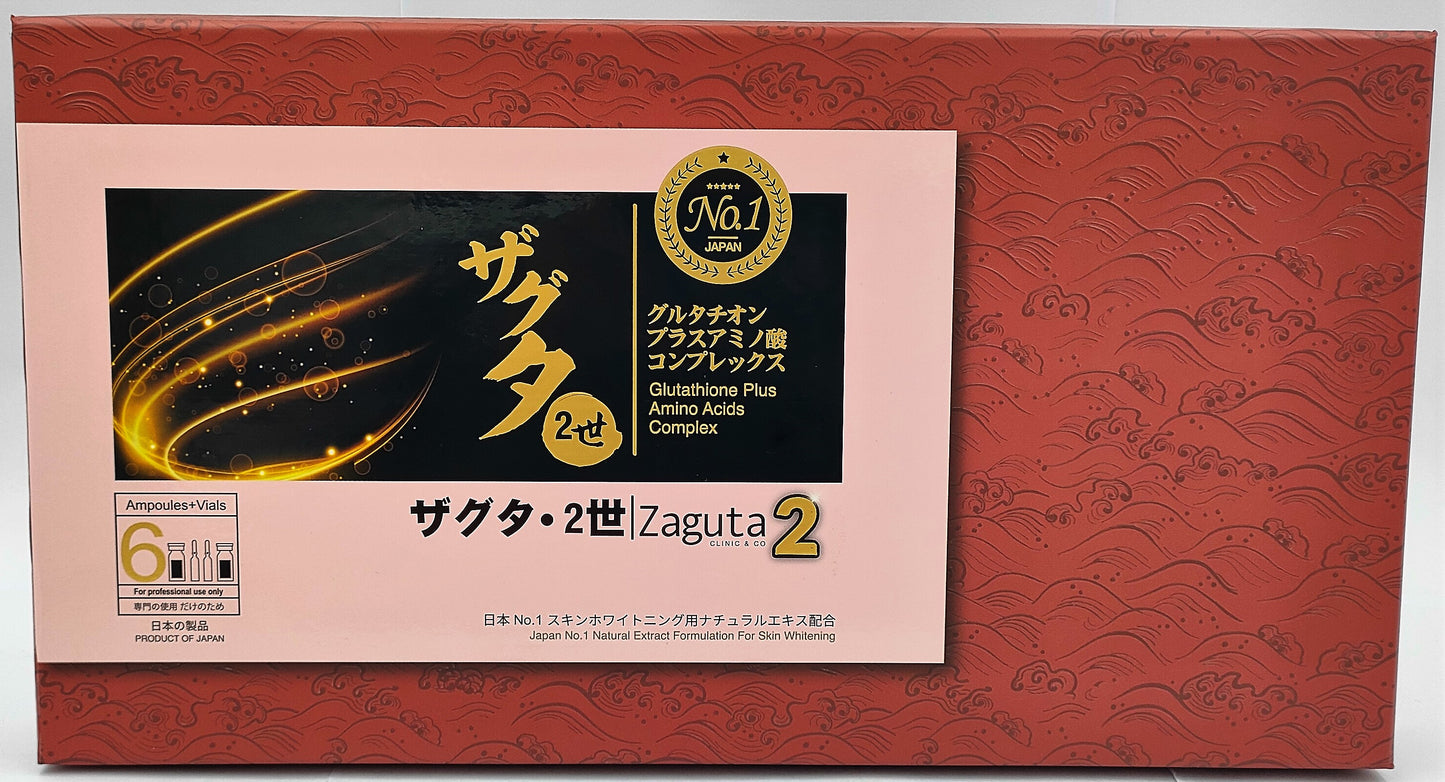 No.1
JAPAN
ザグタ
2世
グルタチオン
プラスアミノ酸
コンプレックス
Glutathione Plus
Amino Acids
Complex
ザグタ・2世|Zaguta 2
CLINIC & CO
Ampoules+Vials
6
For professional use only
専門の使用 だけのため
日本の製品
PRODUCT OF JAPAN
日本 No.1 スキンホワイトニング用ナチュラルエキス配合
Japan No.1 Natural Extract Formulation For Skin Whitening